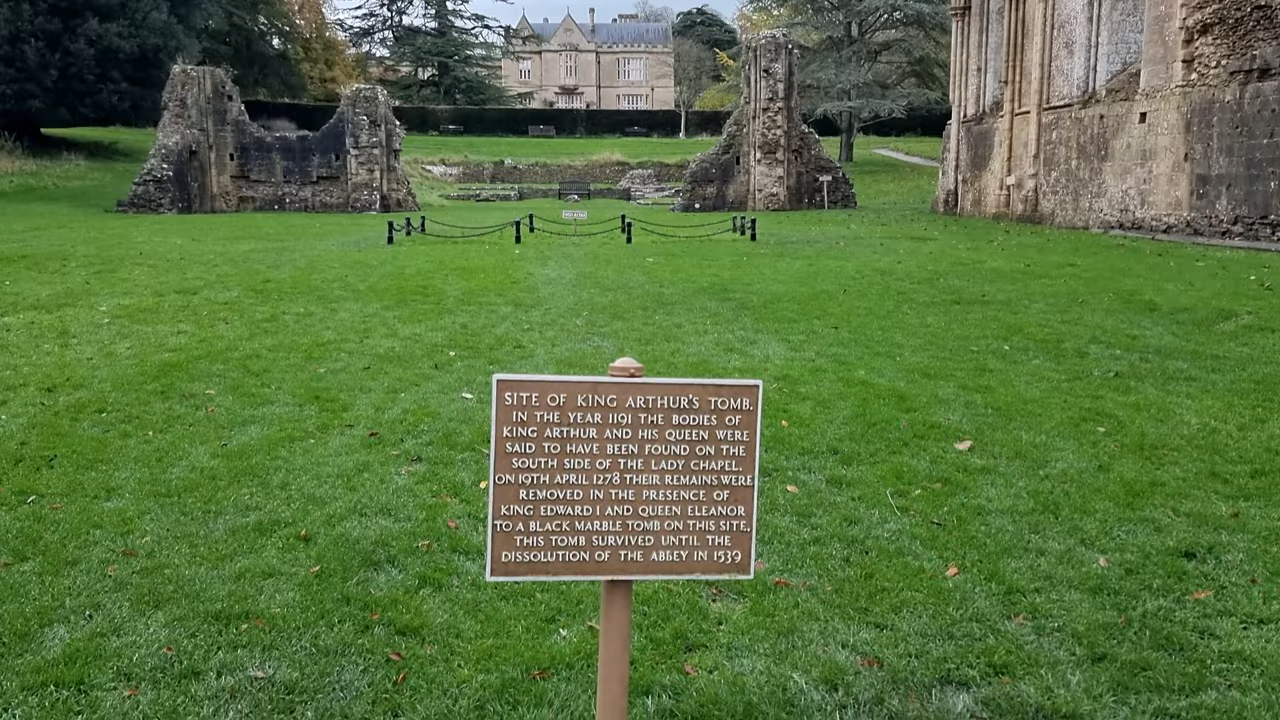 HIGH ALTAR
SITE OF KING ARTHUR'S TOMB.
IN THE YEAR 1191 THE BODIES OF
KING ARTHUR AND HIS QUEEN WERE
SAID TO HAVE BEEN FOUND ON THE
SOUTH SIDE OF THE LADY CHAPEL.
ON 19TH APRIL 1278 THEIR REMAINS WERE
REMOVED IN THE PRESENCE OF
KING EDWARD I AND QUEEN ELEANOR
TO A BLACK MARBLE TOMB ON THIS SITE.
THIS TOMB SURVIVED UNTIL THE
DISSOLUTION OF THE ABBEY IN 1539